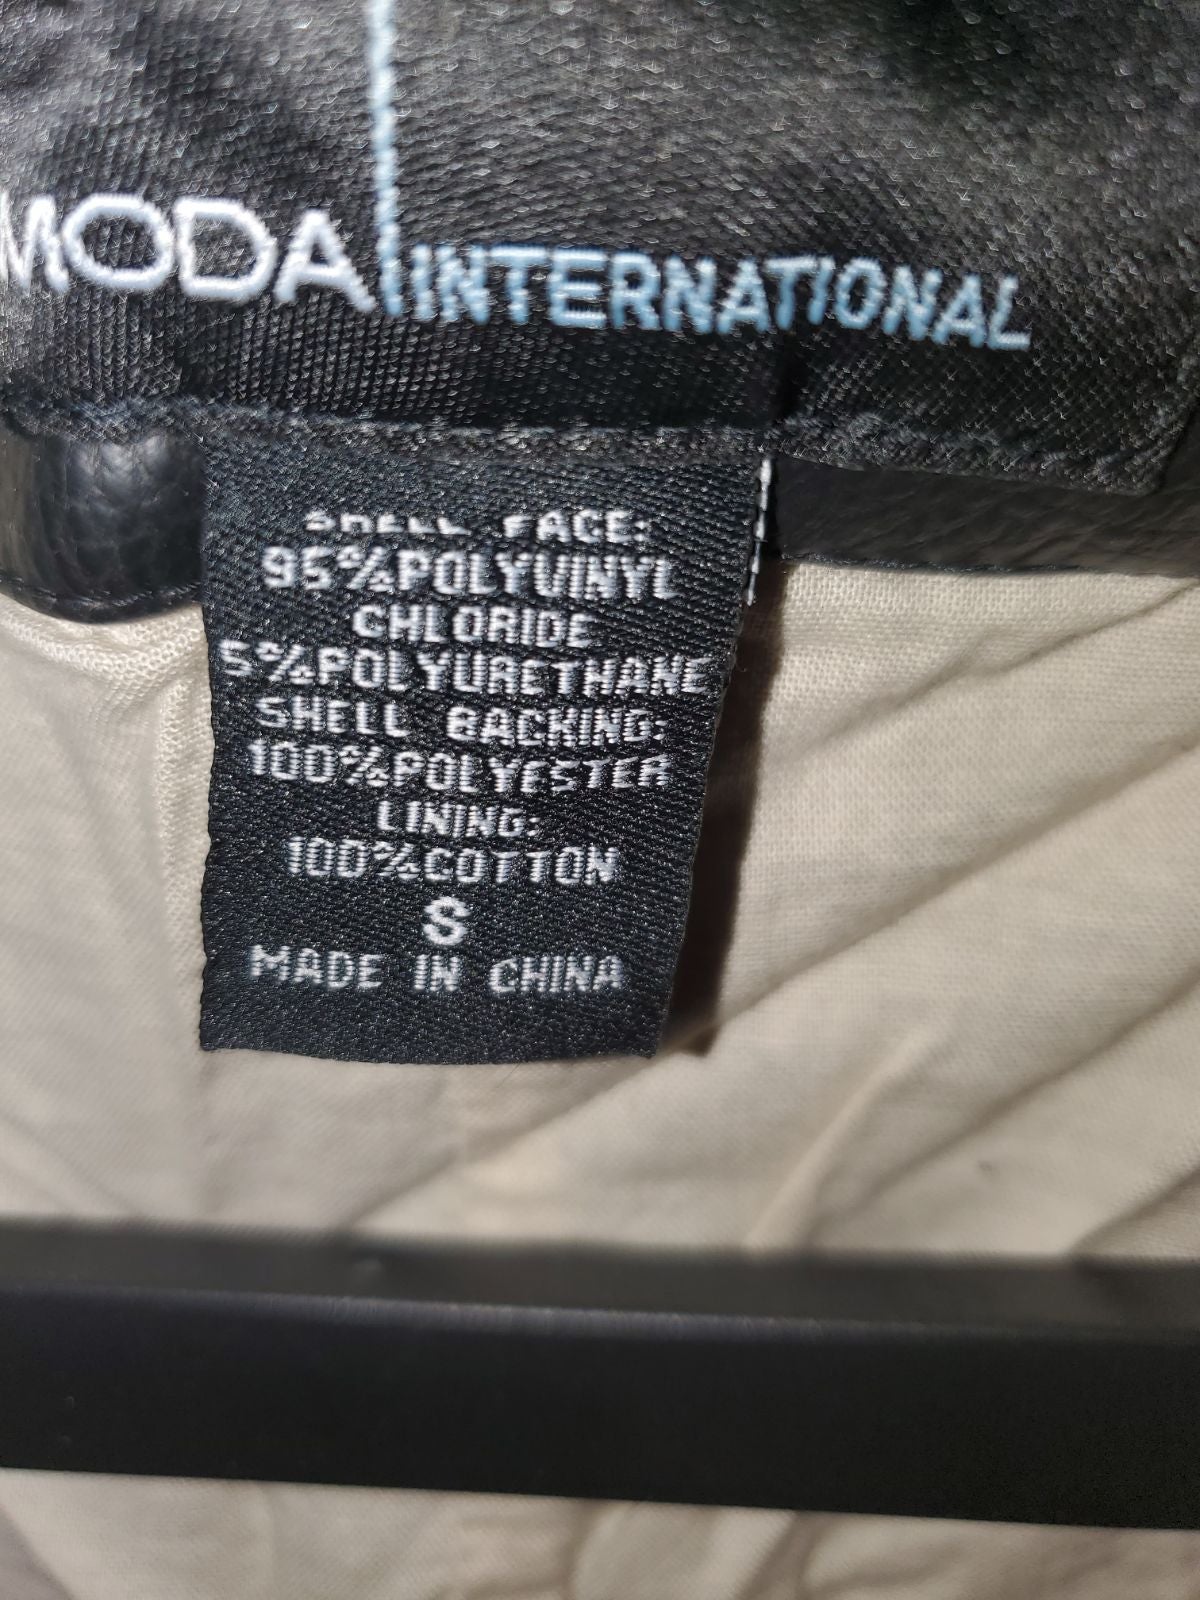 MODA INTERNATIONAL
SHELL FACE:
95%POLYVINYL
CHLORIDE
5%POLYURETHANE
SHELL BACKING:
100%POLYESTER
LINING:
100%COTTON
S
MADE IN CHINA